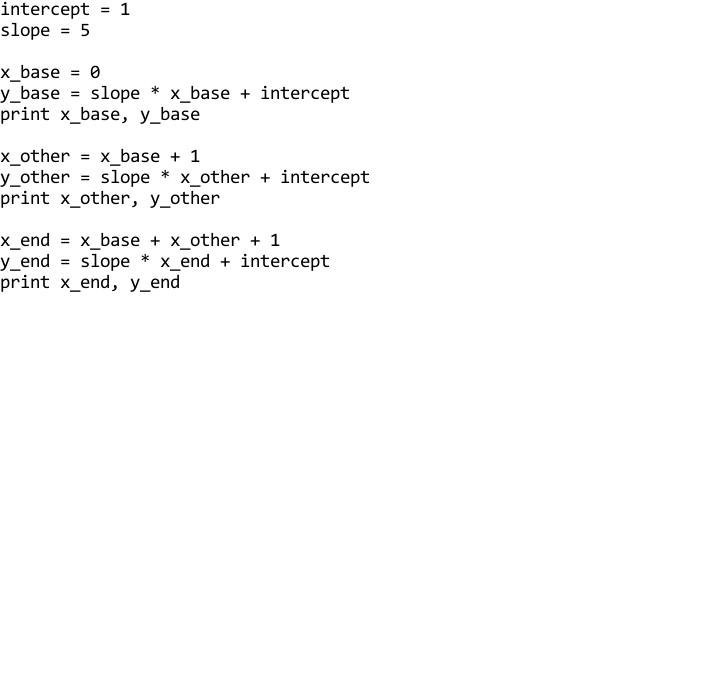 intercept = 1
slope = 5

x_base = 0
y_base = slope * x_base + intercept
print x_base, y_base

x_other = x_base + 1
y_other = slope * x_other + intercept
print x_other, y_other

x_end = x_base + x_other + 1
y_end = slope * x_end + intercept
print x_end, y_end